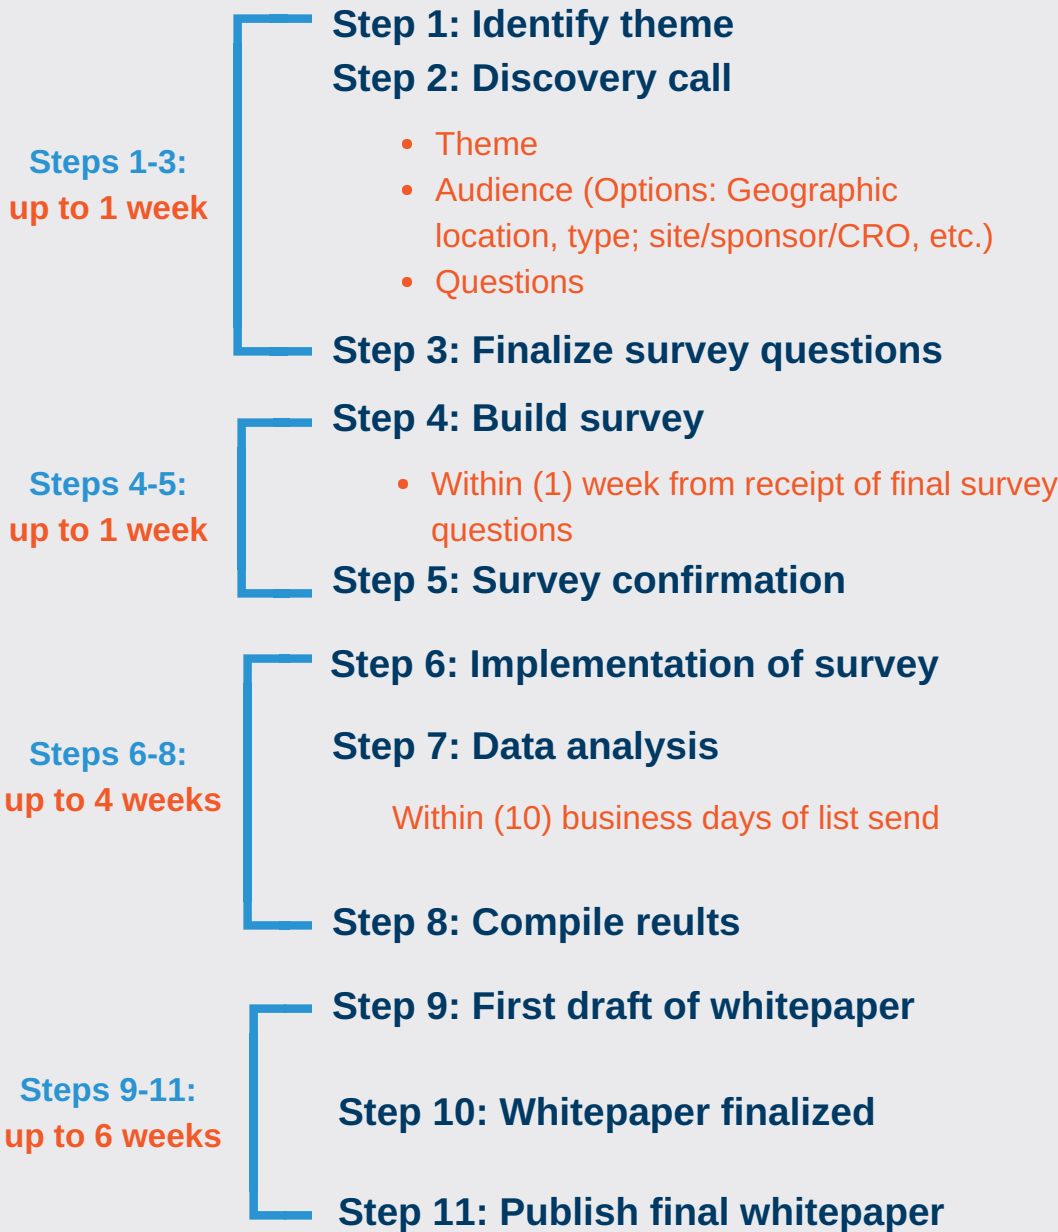 Step 1: Identify theme
Step 2: Discovery call
• Theme
• Audience (Options: Geographic
location, type; site/sponsor/CRO, etc.)
• Questions
Step 3: Finalize survey questions
Steps 1-3:
up to 1 week
Step 4: Build survey
• Within (1) week from receipt of final survey
questions
Step 5: Survey confirmation
Steps 4-5:
up to 1 week
Step 6: Implementation of survey
Step 7: Data analysis
Within (10) business days of list send
Step 8: Compile reults
Steps 6-8:
up to 4 weeks
Step 9: First draft of whitepaper
Step 10: Whitepaper finalized
Step 11: Publish final whitepaper
Steps 9-11:
up to 6 weeks